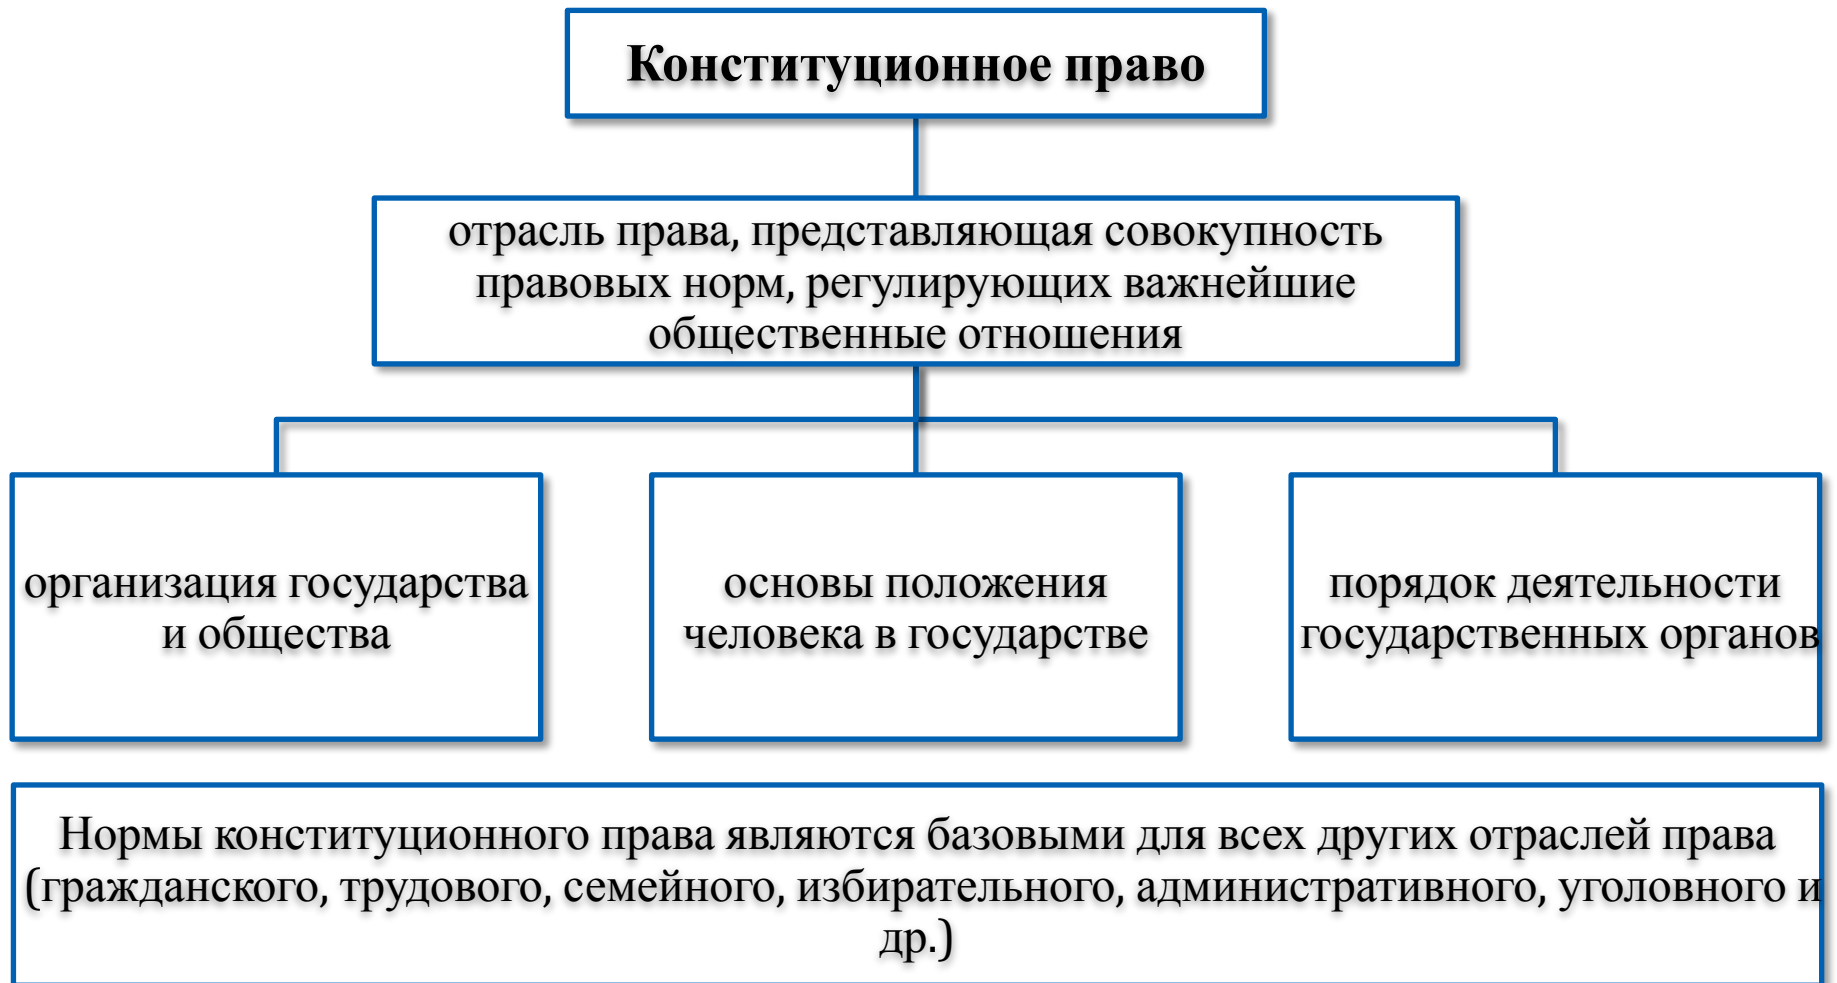 Конституционное право
отрасль права, представляющая совокупность
правовых норм, регулирующих важнейшие
общественные отношения
организация государства
и общества
основы положения
человека в государстве
порядок деятельности
государственных органов
Нормы конституционного права являются базовыми для всех других отраслей права
(гражданского, трудового, семейного, избирательного, административного, уголовного и
др.)